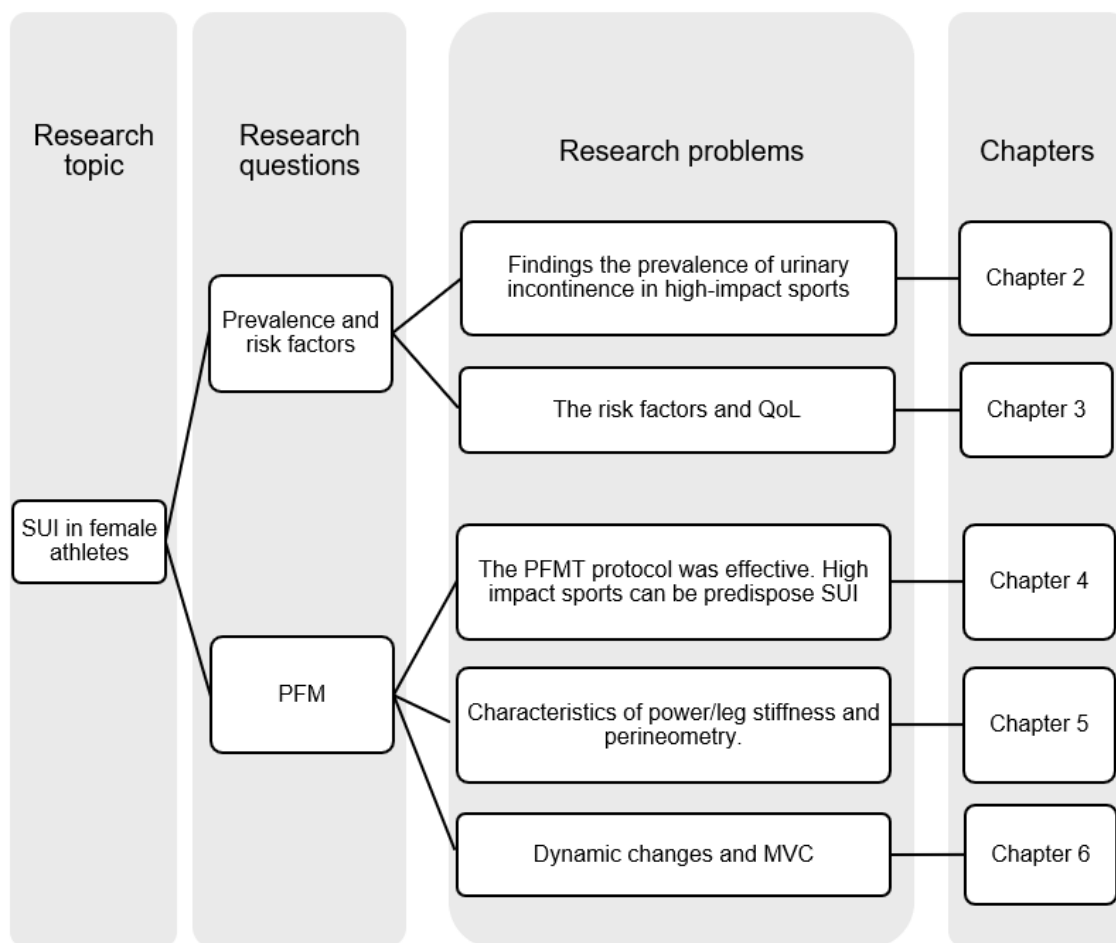 Research
topic
Research
questions
Research problems
Chapters
SUI in female
athletes
Prevalence and
risk factors
Findings the prevalence of urinary
incontinence in high-impact sports
Chapter 2
The risk factors and QoL
Chapter 3
PFM
The PFMT protocol was effective. High
impact sports can be predispose SUI
Chapter 4
Characteristics of power/leg stiffness and
perineometry.
Chapter 5
Dynamic changes and MVC
Chapter 6